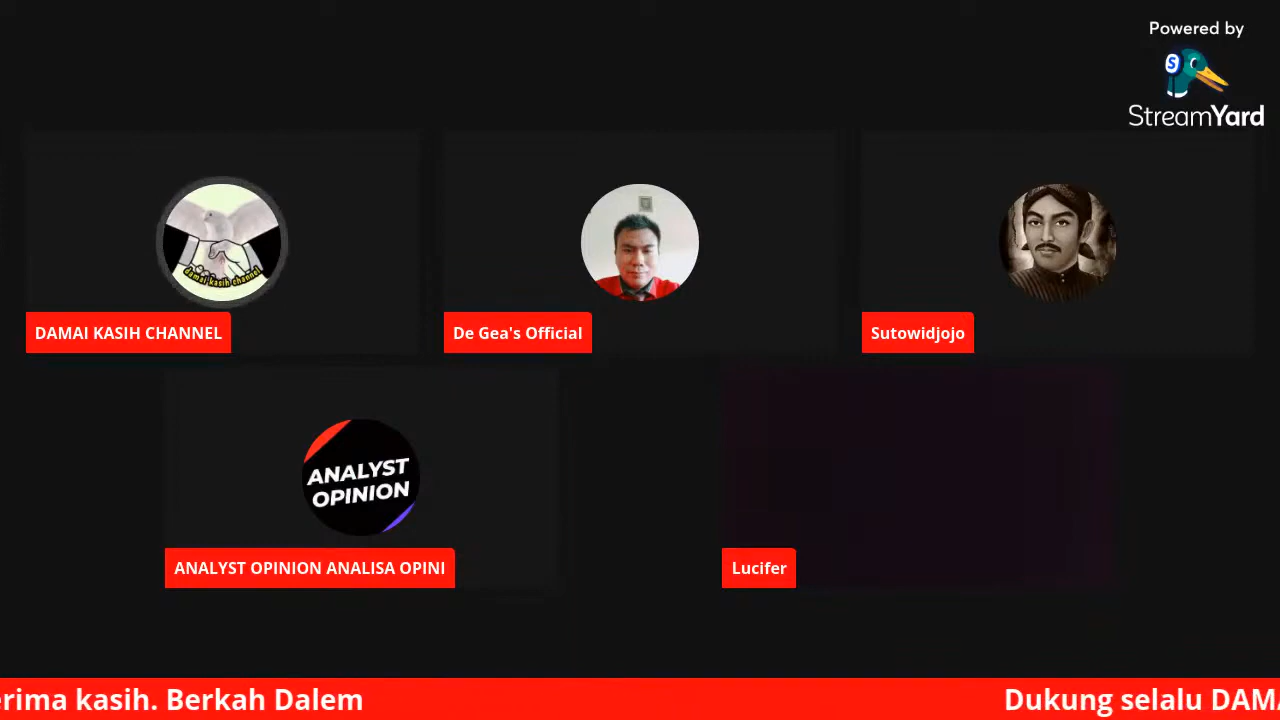 Powered by
S
StreamYard
damai kasih channel
DAMAI KASIH CHANNEL
De Gea's Official
Sutowidjojo
ANALYST
OPINION
ANALYST OPINION ANALISA OPINI
Lucifer
erima kasih. Berkah Dalem
Dukung selalu DAMA